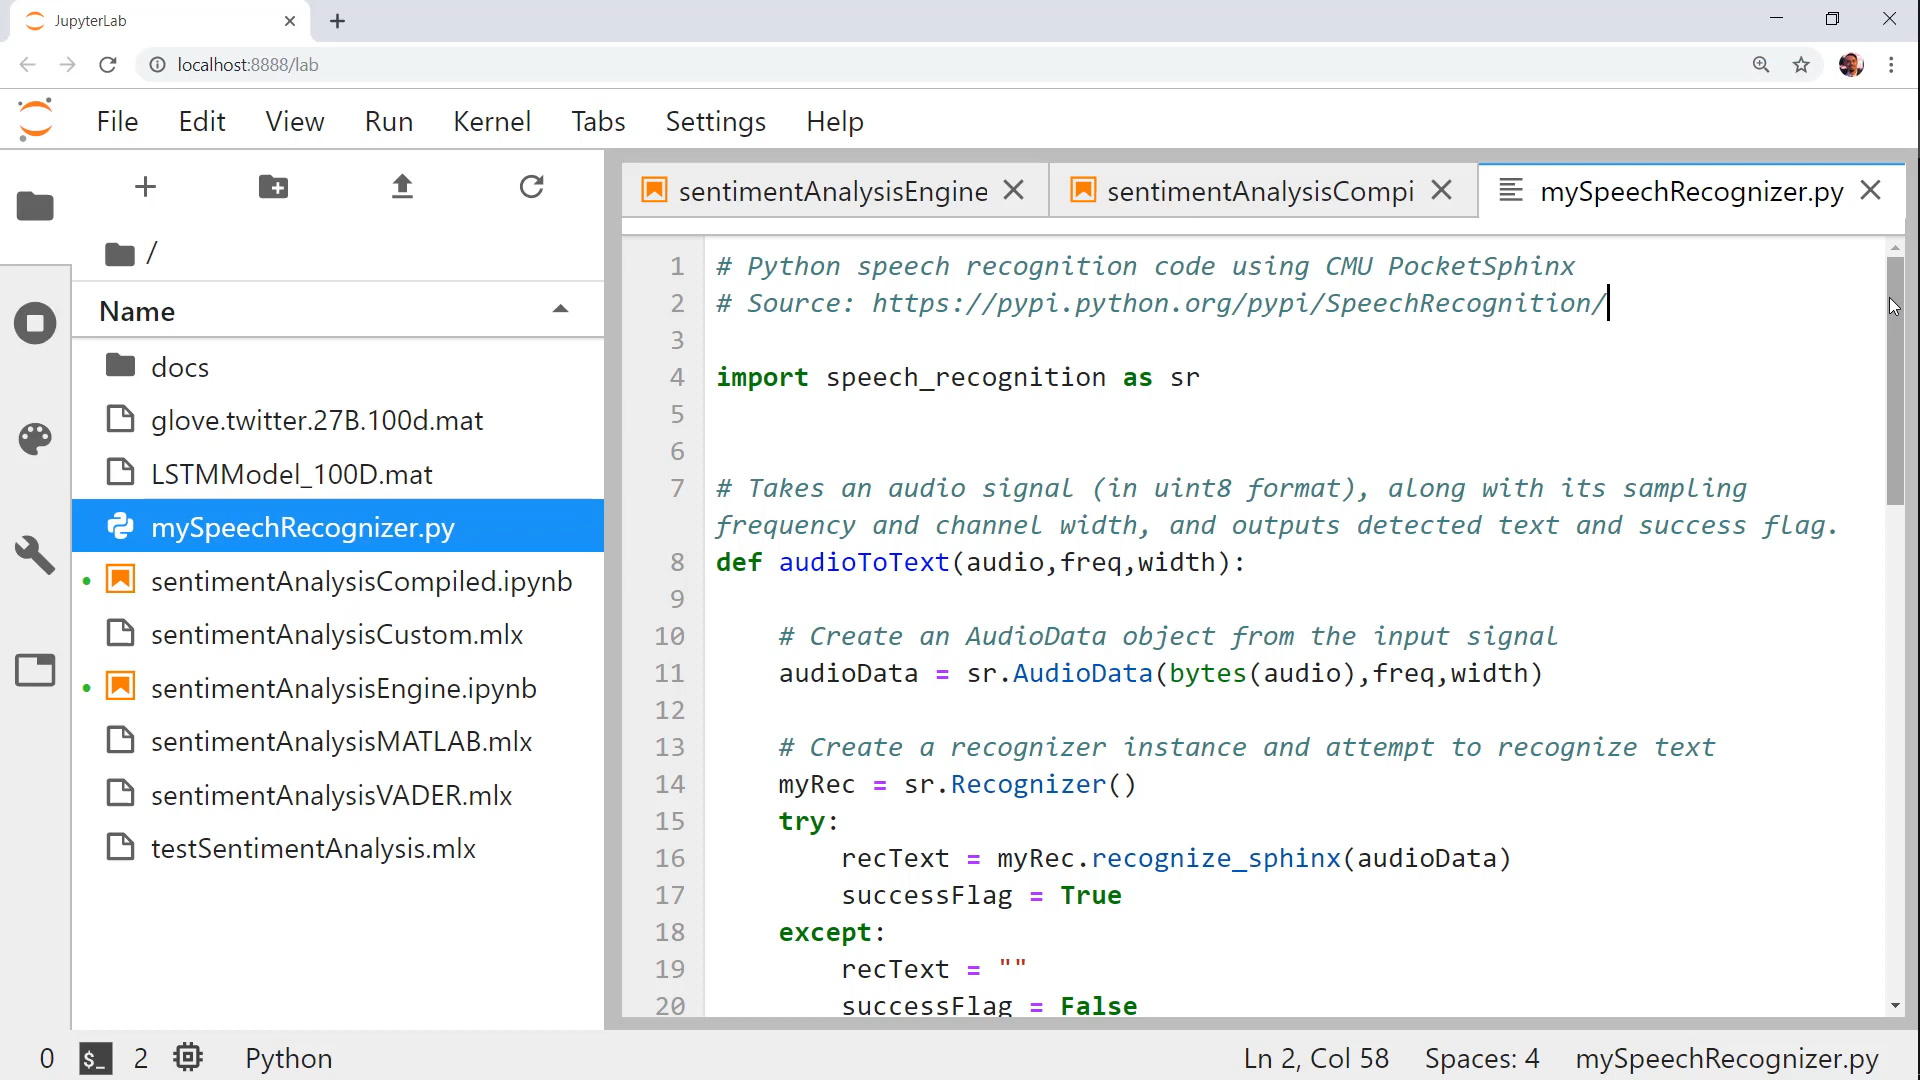 JupyterLab
localhost:8888/lab
File Edit View Run Kernel Tabs Settings Help
/
Name
docs
glove.twitter.27B.100d.mat
LSTMModel_100D.mat
mySpeechRecognizer.py
sentimentAnalysisCompiled.ipynb
sentimentAnalysisCustom.mlx
sentimentAnalysisEngine.ipynb
sentimentAnalysisMATLAB.mlx
sentimentAnalysisVADER.mlx
testSentimentAnalysis.mlx
sentimentAnalysisEngine sentimentAnalysisCompi mySpeechRecognizer.py
1 # Python speech recognition code using CMU PocketSphinx
2 # Source: https://pypi.python.org/pypi/SpeechRecognition/
3
4 import speech_recognition as sr
5
6
7 # Takes an audio signal (in uint8 format), along with its sampling
frequency and channel width, and outputs detected text and success flag.
8 def audioToText(audio,freq,width):
9
10 # Create an AudioData object from the input signal
11 audioData = sr.AudioData(bytes(audio),freq,width)
12
13 # Create a recognizer instance and attempt to recognize text
14 myRec = sr.Recognizer()
15 try:
16 recText = myRec.recognize_sphinx(audioData)
17 successFlag = True
18 except:
19 recText = ""
20 successFlag = False
0 $_ 2 Python Ln 2, Col 58 Spaces: 4 mySpeechRecognizer.py